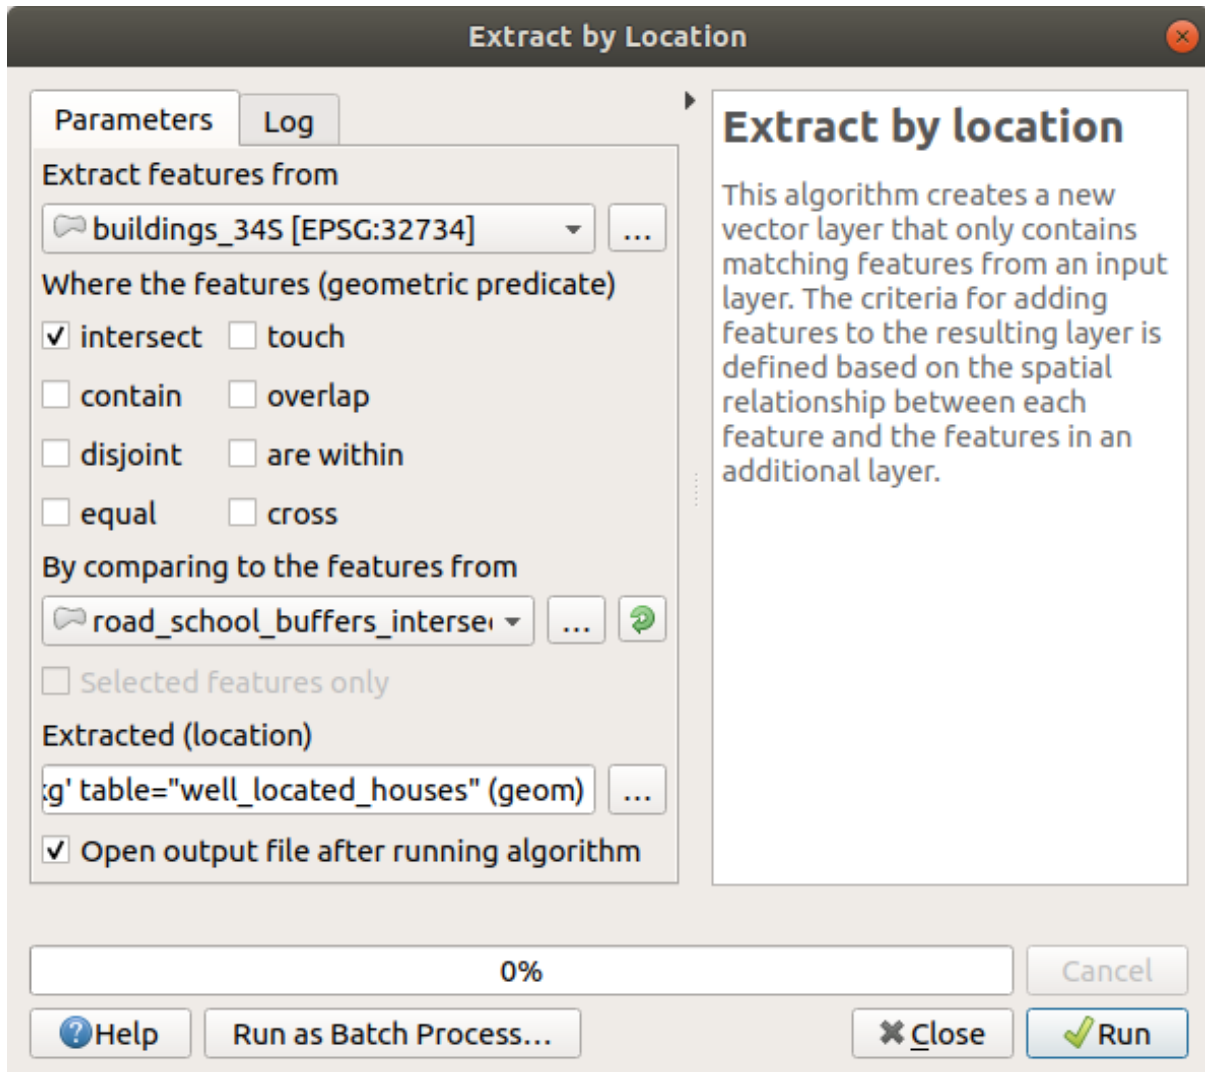 Extract by Location
Parameters
Log
Extract features from
buildings_34S [EPSG:32734]
...
Where the features (geometric predicate)
intersect
touch
contain
overlap
disjoint
are within
equal
cross
By comparing to the features from
road_school_buffers_interse
...
Selected features only
Extracted (location)
kg' table="well_located_houses" (geom)
...
Open output file after running algorithm
Extract by location
This algorithm creates a new
vector layer that only contains
matching features from an input
layer. The criteria for adding
features to the resulting layer is
defined based on the spatial
relationship between each
feature and the features in an
additional layer.
0%
Cancel
Help
Run as Batch Process...
Close
Run